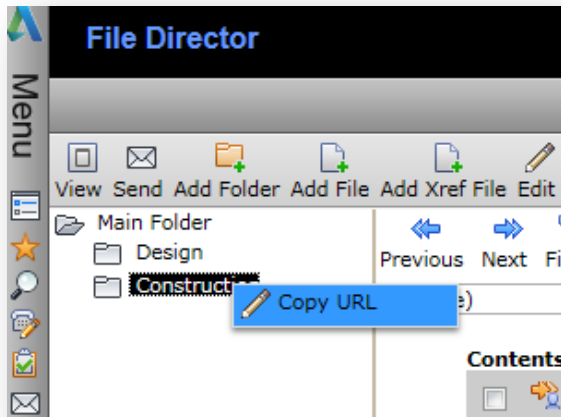 File Director
Menu
View Send Add Folder Add File Add Xref File Edit
Main Folder
Design
Previous Next
Construction
Copy URL
Contents